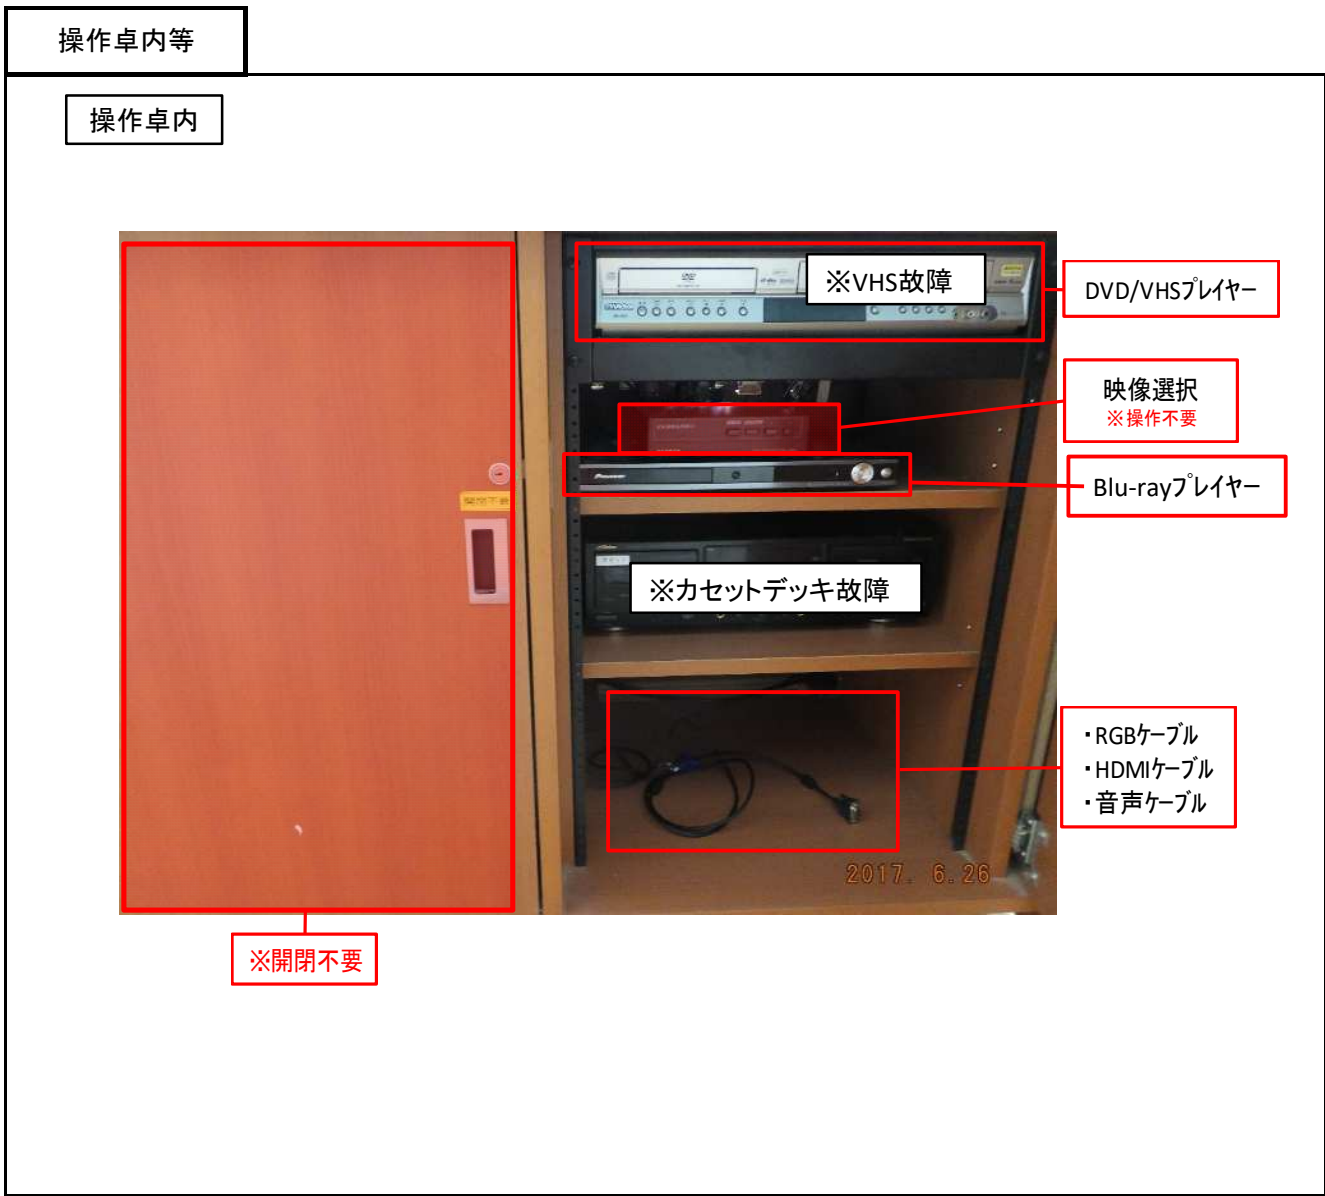 操作卓内等
操作卓内
※VHS故障
DVD/VHSプレイヤー
映像選択
※操作不要
Pioneer
Blu-rayプレイヤー
※カセットデッキ故障
・RGBケーブル
・HDMIケーブル
・音声ケーブル
2017. 6.26
※開閉不要